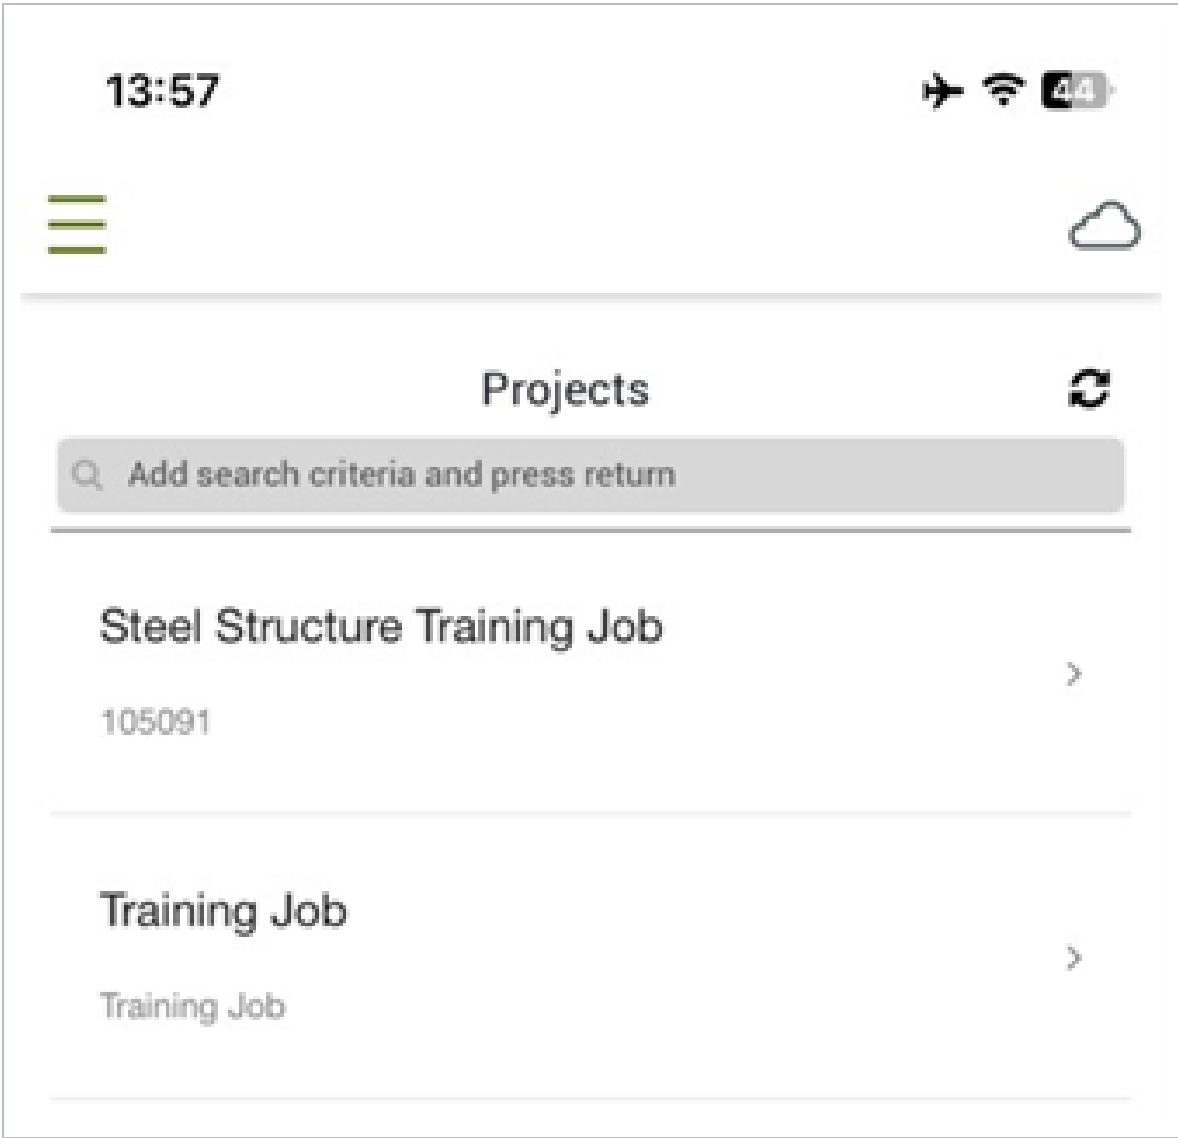 13:57
44
Projects
Add search criteria and press return
Steel Structure Training Job
105091
Training Job
Training Job